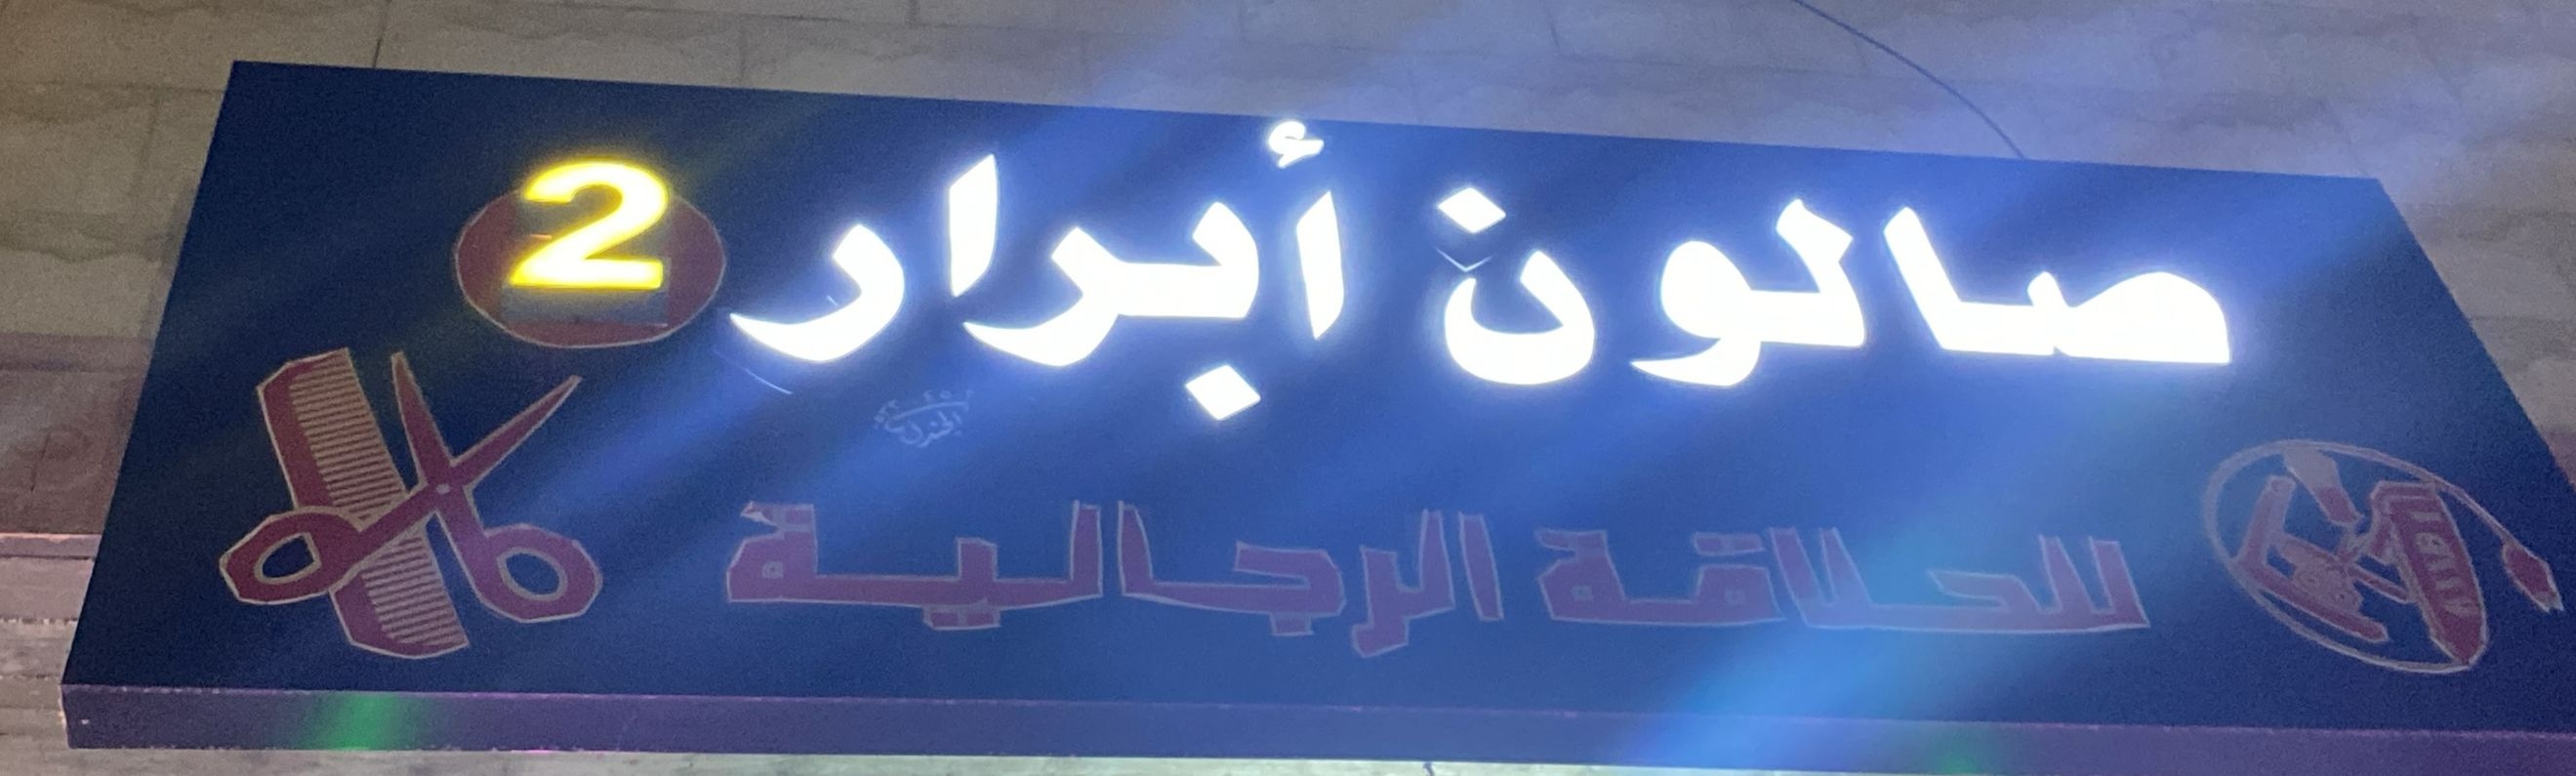 صالون أبرار 2
للحلاقة الرجالية